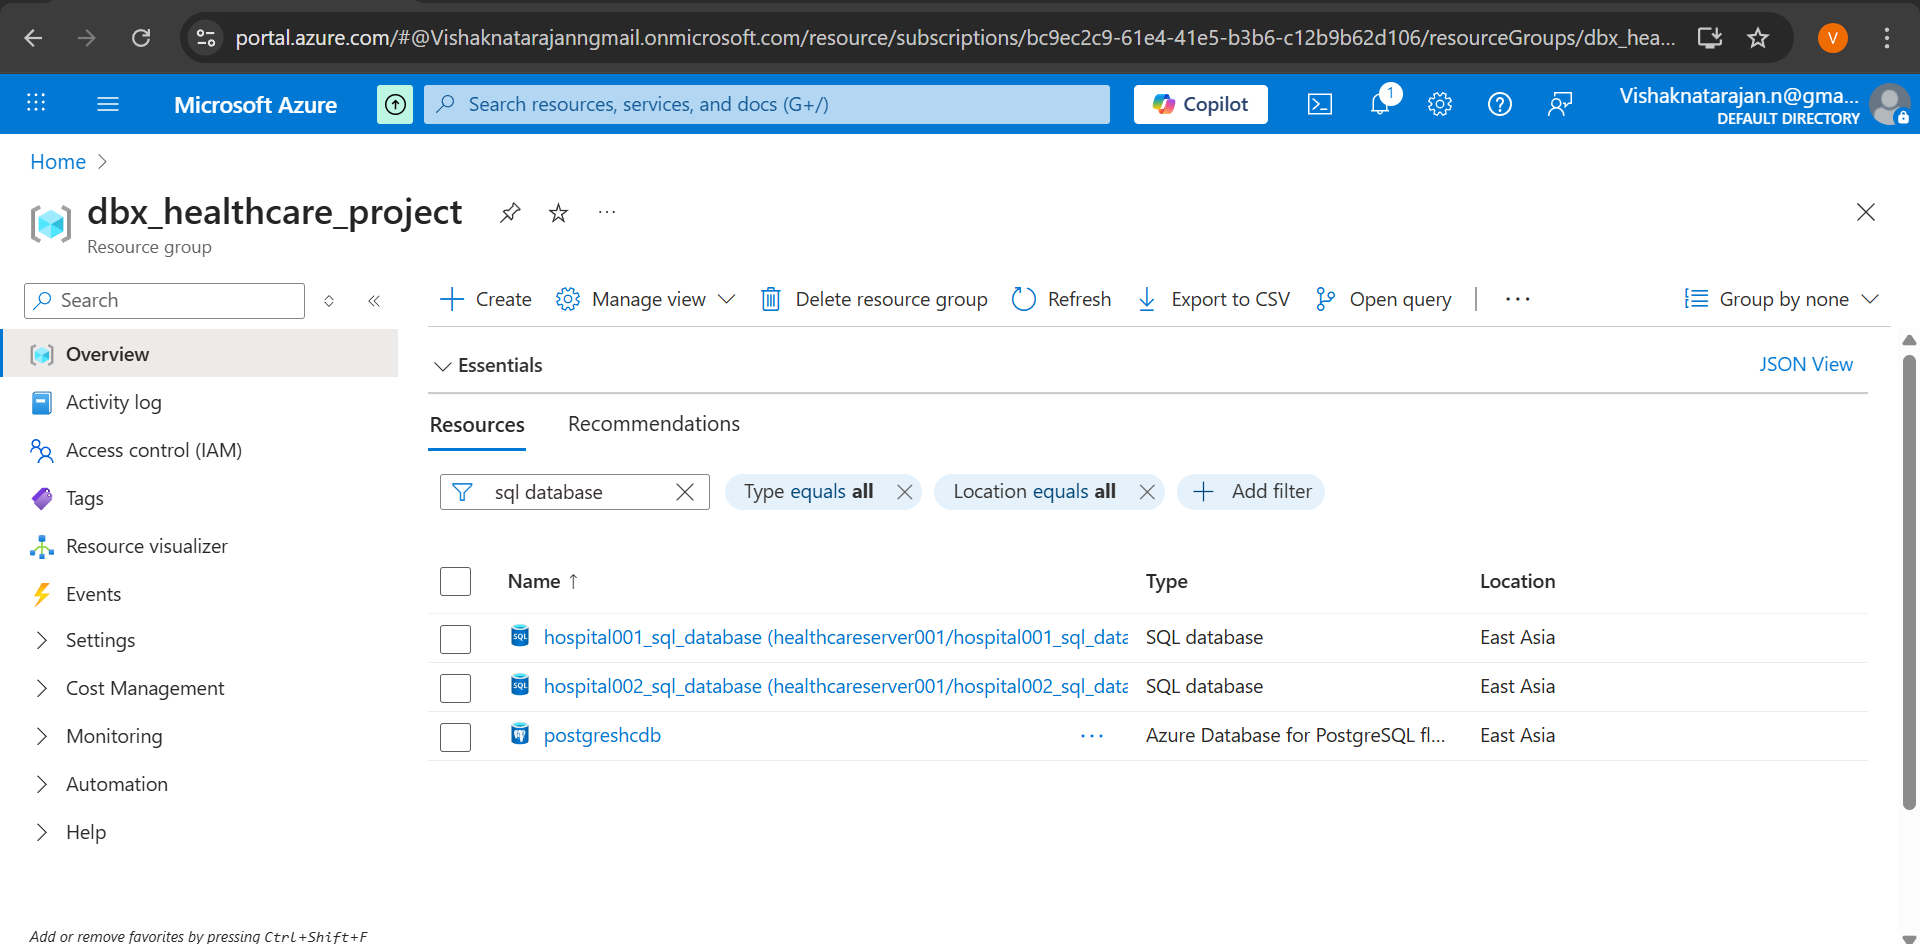 portal.azure.com/#@Vishaknatarajanngmail.onmicrosoft.com/resource/subscriptions/bc9ec2c9-61e4-41e5-b3b6-c12b9b62d106/resourceGroups/dbx_hea...
V
Microsoft Azure
Search resources, services, and docs (G+/)
Copilot
1
Vishaknatarajan.n@gma...
DEFAULT DIRECTORY
Home
dbx_healthcare_project
Resource group
Search
Create
Manage view
Delete resource group
Refresh
Export to CSV
Open query
Group by none
Overview
Activity log
Access control (IAM)
Tags
Resource visualizer
Events
Settings
Cost Management
Monitoring
Automation
Help
Add or remove favorites by pressing Ctrl+Shift+F
Essentials
JSON View
Resources
Recommendations
sql database
Type equals all
Location equals all
Add filter
Name ↑ Type Location
SQL hospital001_sql_database (healthcareserver001/hospital001_sql_data SQL database East Asia
SQL hospital002_sql_database (healthcareserver001/hospital002_sql_data SQL database East Asia
postgreshcdb ... Azure Database for PostgreSQL fl... East Asia